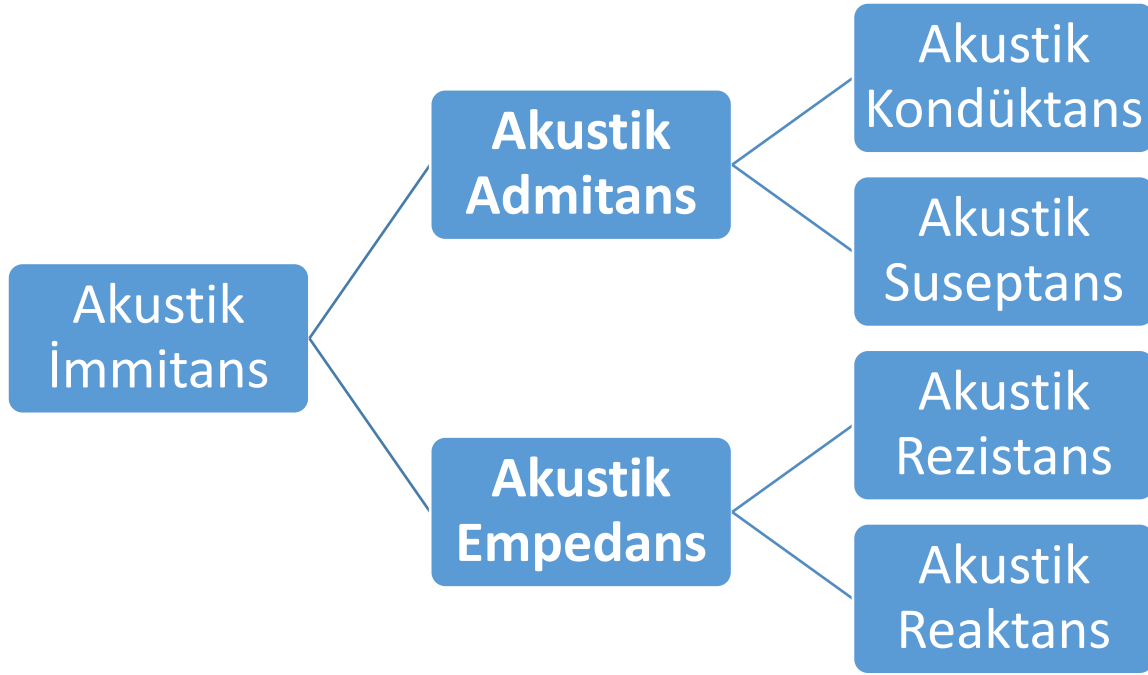 Akustik
İmmitans
Akustik
Admitans
Akustik
Empedans
Akustik
Kondüktans
Akustik
Suseptans
Akustik
Rezistans
Akustik
Reaktans